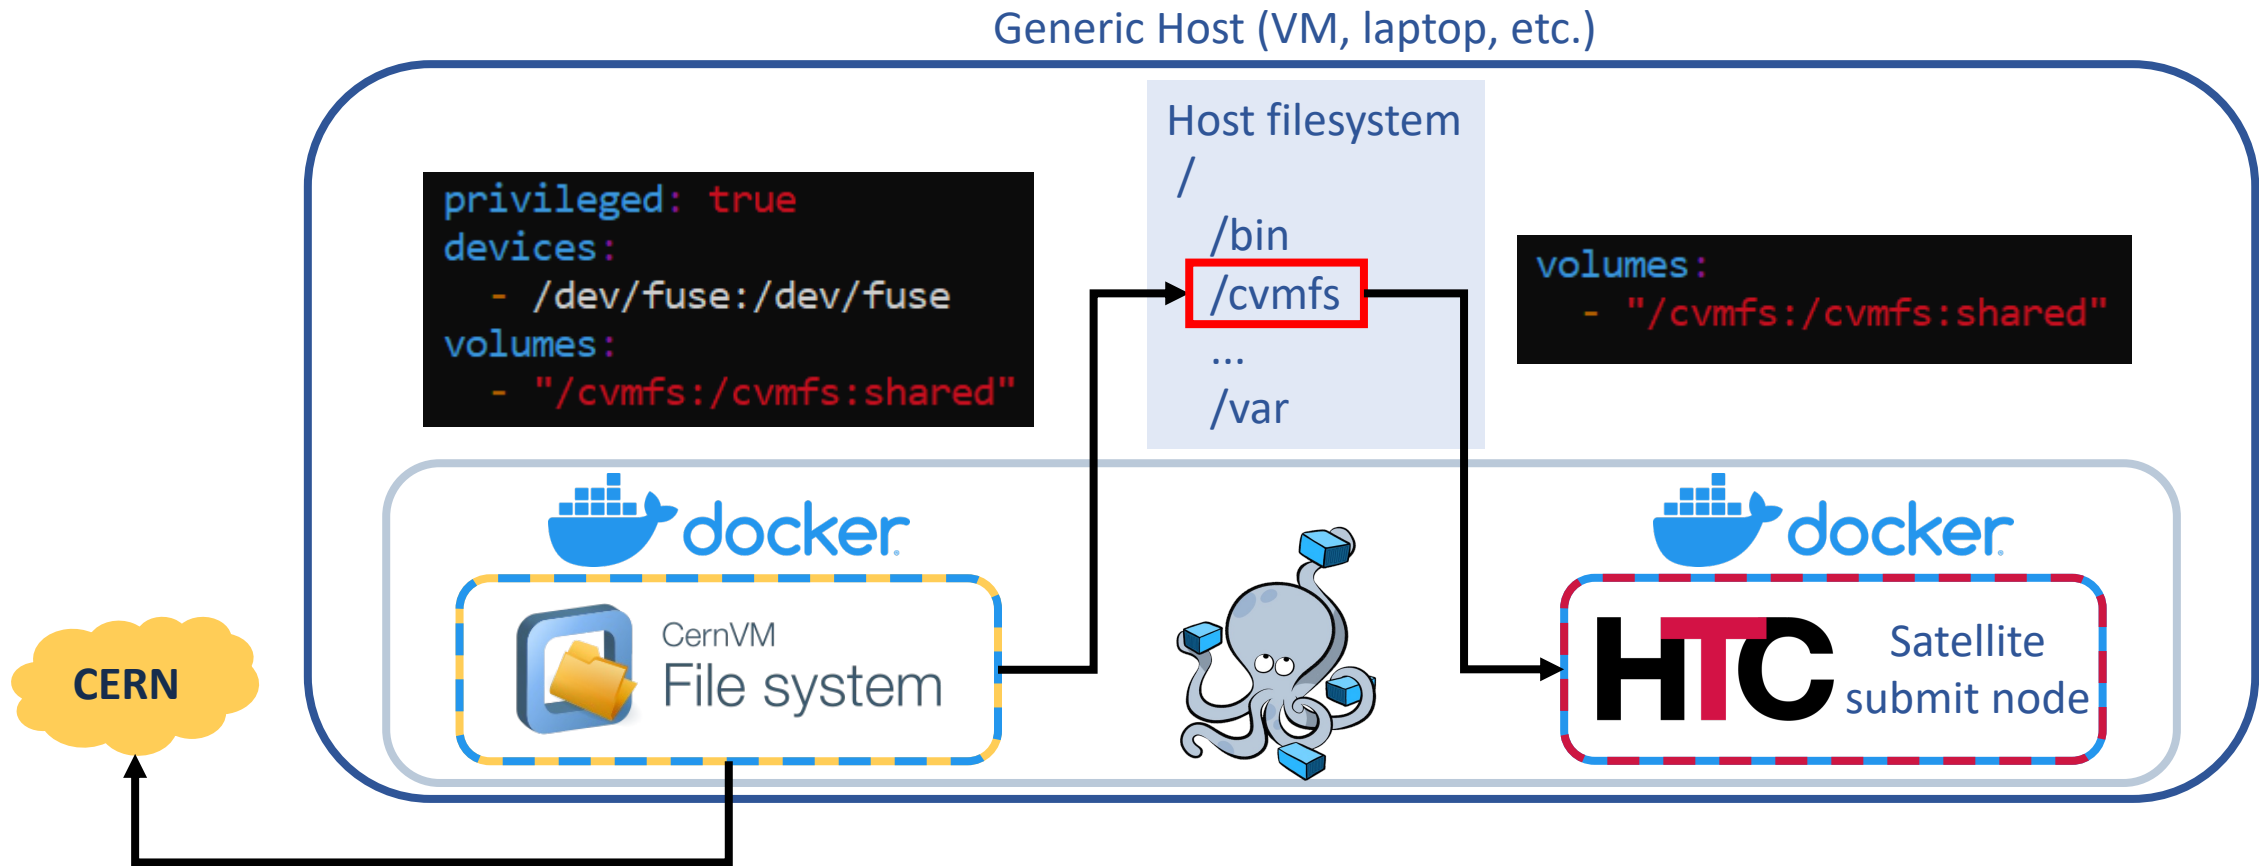 Generic Host (VM, laptop, etc.)
Host filesystem
/
/bin
/cvmfs
...
/var
privileged: true
devices:
- /dev/fuse:/dev/fuse
volumes:
- "/cvmfs:/cvmfs:shared"
volumes:
- "/cvmfs:/cvmfs:shared"
docker
CernVM
File system
docker
HTC
Satellite
submit node
CERN